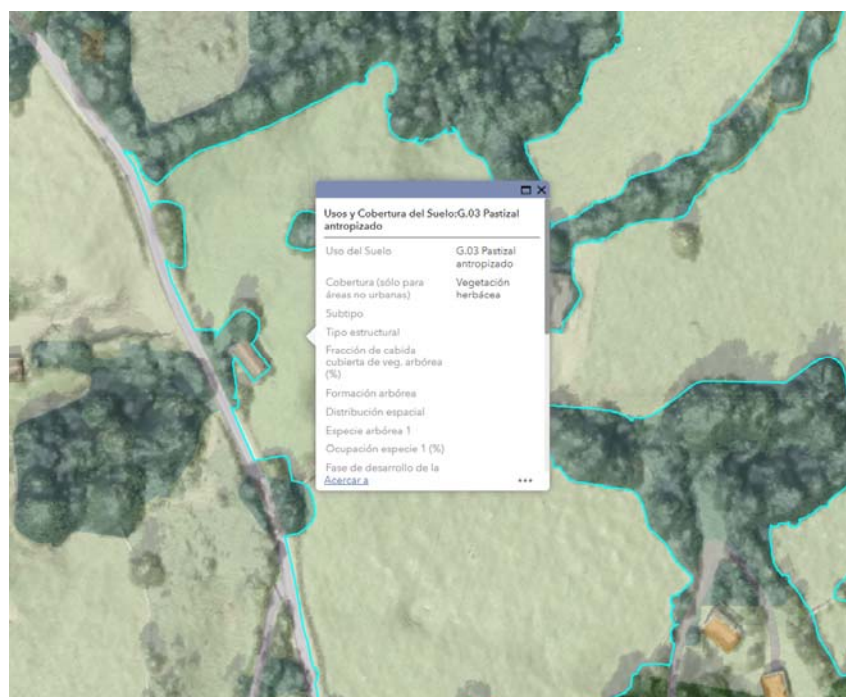 Usos y Cobertura del Suelo:G.03 Pastizal
antropizado
Uso del Suelo G.03 Pastizal
antropizado
Cobertura (sólo para Vegetación
áreas no urbanas) herbácea
Subtipo
Tipo estructural
Fracción de cabida
cubierta de veg. arbórea
(%)
Formación arbórea
Distribución espacial
Especie arbórea 1
Ocupación especie 1 (%)
Fase de desarrollo de la
Acercar a